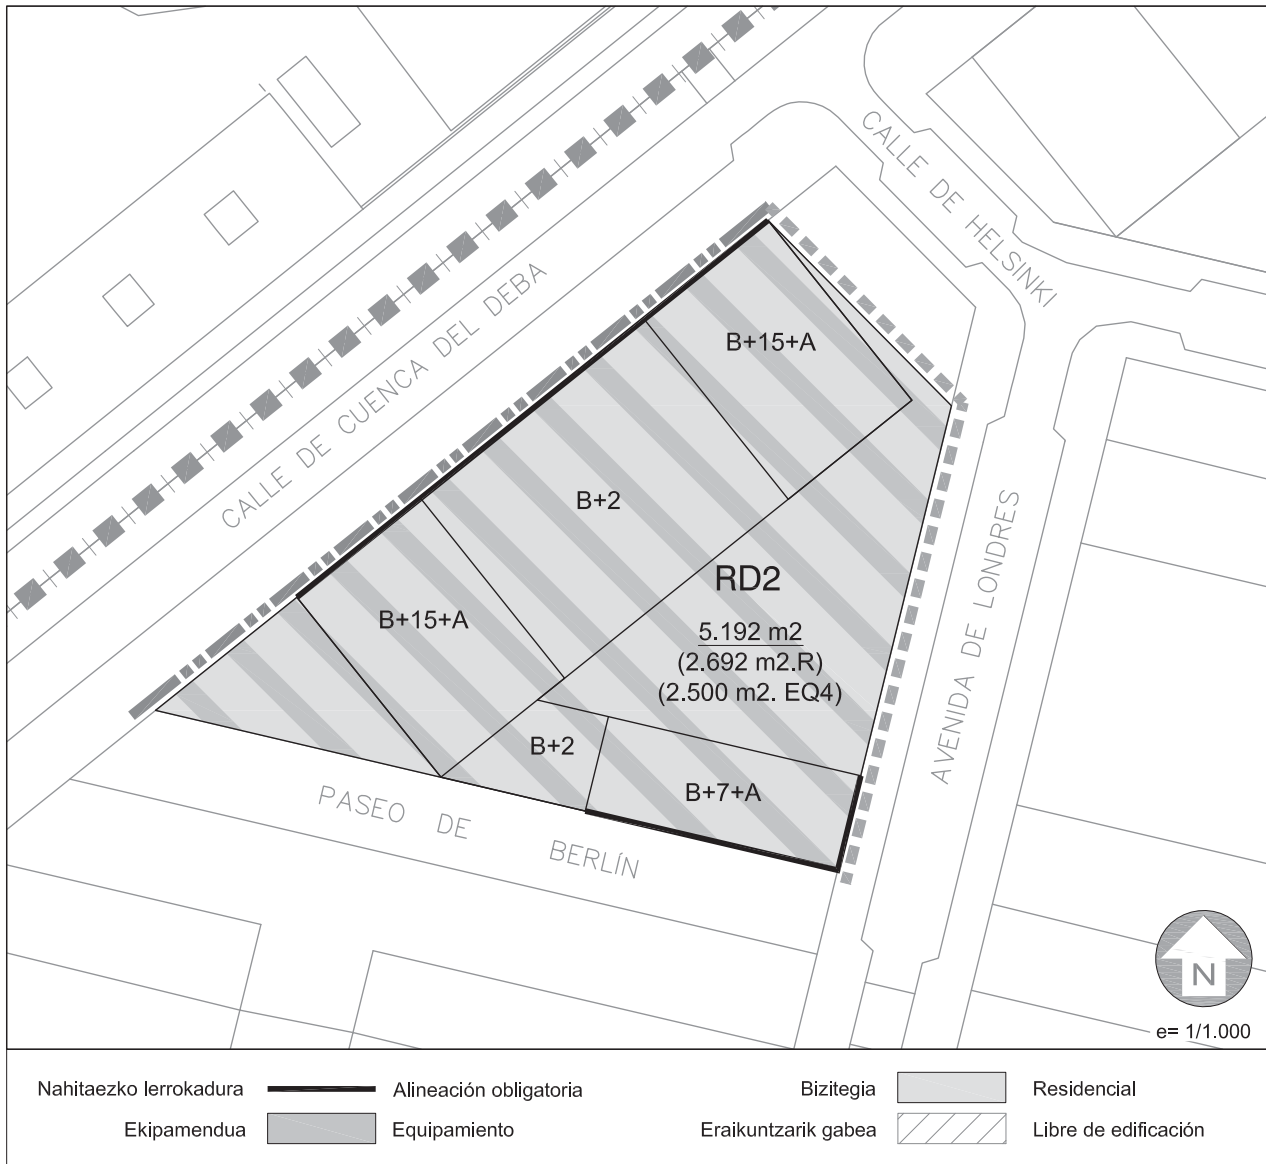 CALLE DE HELSINKI
CALLE DE CUENCA DEL DEBA
B+15+A
B+2
B+15+A
RD2
5.192 m2
(2.692 m2.R)
(2.500 m2. EQ4)
B+2
B+7+A
AVENIDA DE LONDRES
PASEO DE BERLÍN
N
e= 1/1.000
Nahitaezko lerrokadura Alineación obligatoria
Bizitegia Residencial
Ekipamendua Equipamiento
Eraikuntzarik gabea Libre de edificación